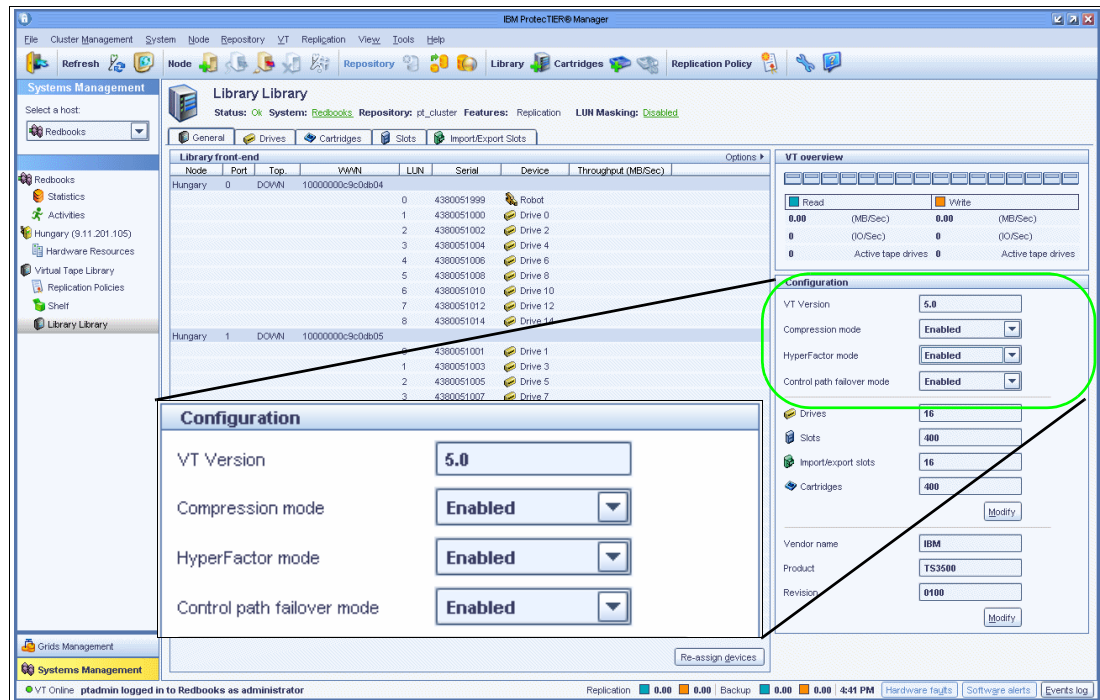 IBM ProtecTIER® Manager
File Cluster Management System Node Repository VT Replication View Tools Help
Refresh Node Repository Library Cartridges Replication Policy
Systems Management
Select a host:
Redbooks
Redbooks
Statistics
Activities
Hungary (9.11.201.105)
Hardware Resources
Virtual Tape Library
Replication Policies
Shelf
Library Library
Grids Management
Systems Management
Library Library
Status: Ok System: Redbooks Repository: pt_cluster Features: Replication LUN Masking: Disabled
General Drives Cartridges Slots Import/Export Slots
Library front-end Options
Node Port Top. WWN LUN Serial Device Throughput (MB/Sec)
Hungary 0 DOWN 10000000c9c0db04
0 4380051999 Robot
1 4380051000 Drive 0
2 4380051002 Drive 2
3 4380051004 Drive 4
4 4380051006 Drive 6
5 4380051008 Drive 8
6 4380051010 Drive 10
7 4380051012 Drive 12
8 4380051014 Drive 14
Hungary 1 DOWN 10000000c9c0db05
0 4380051001 Drive 1
1 4380051003 Drive 3
2 4380051005 Drive 5
3 4380051007 Drive 7
Configuration
VT Version 5.0
Compression mode Enabled
HyperFactor mode Enabled
Control path failover mode Enabled
Re-assign devices
VT overview
Read Write
0.00 (MB/Sec) 0.00 (MB/Sec)
0 (IO/Sec) 0 (IO/Sec)
0 Active tape drives 0 Active tape drives
Configuration
VT Version 5.0
Compression mode Enabled
HyperFactor mode Enabled
Control path failover mode Enabled
Drives 16
Slots 400
Import/export slots 16
Cartridges 400
Modify
Vendor name IBM
Product TS3500
Revision 0100
Modify
VT Online ptadmin logged in to Redbooks as administrator Replication 0.00 0.00 Backup 0.00 0.00 4:41 PM Hardware faults Software alerts Events log